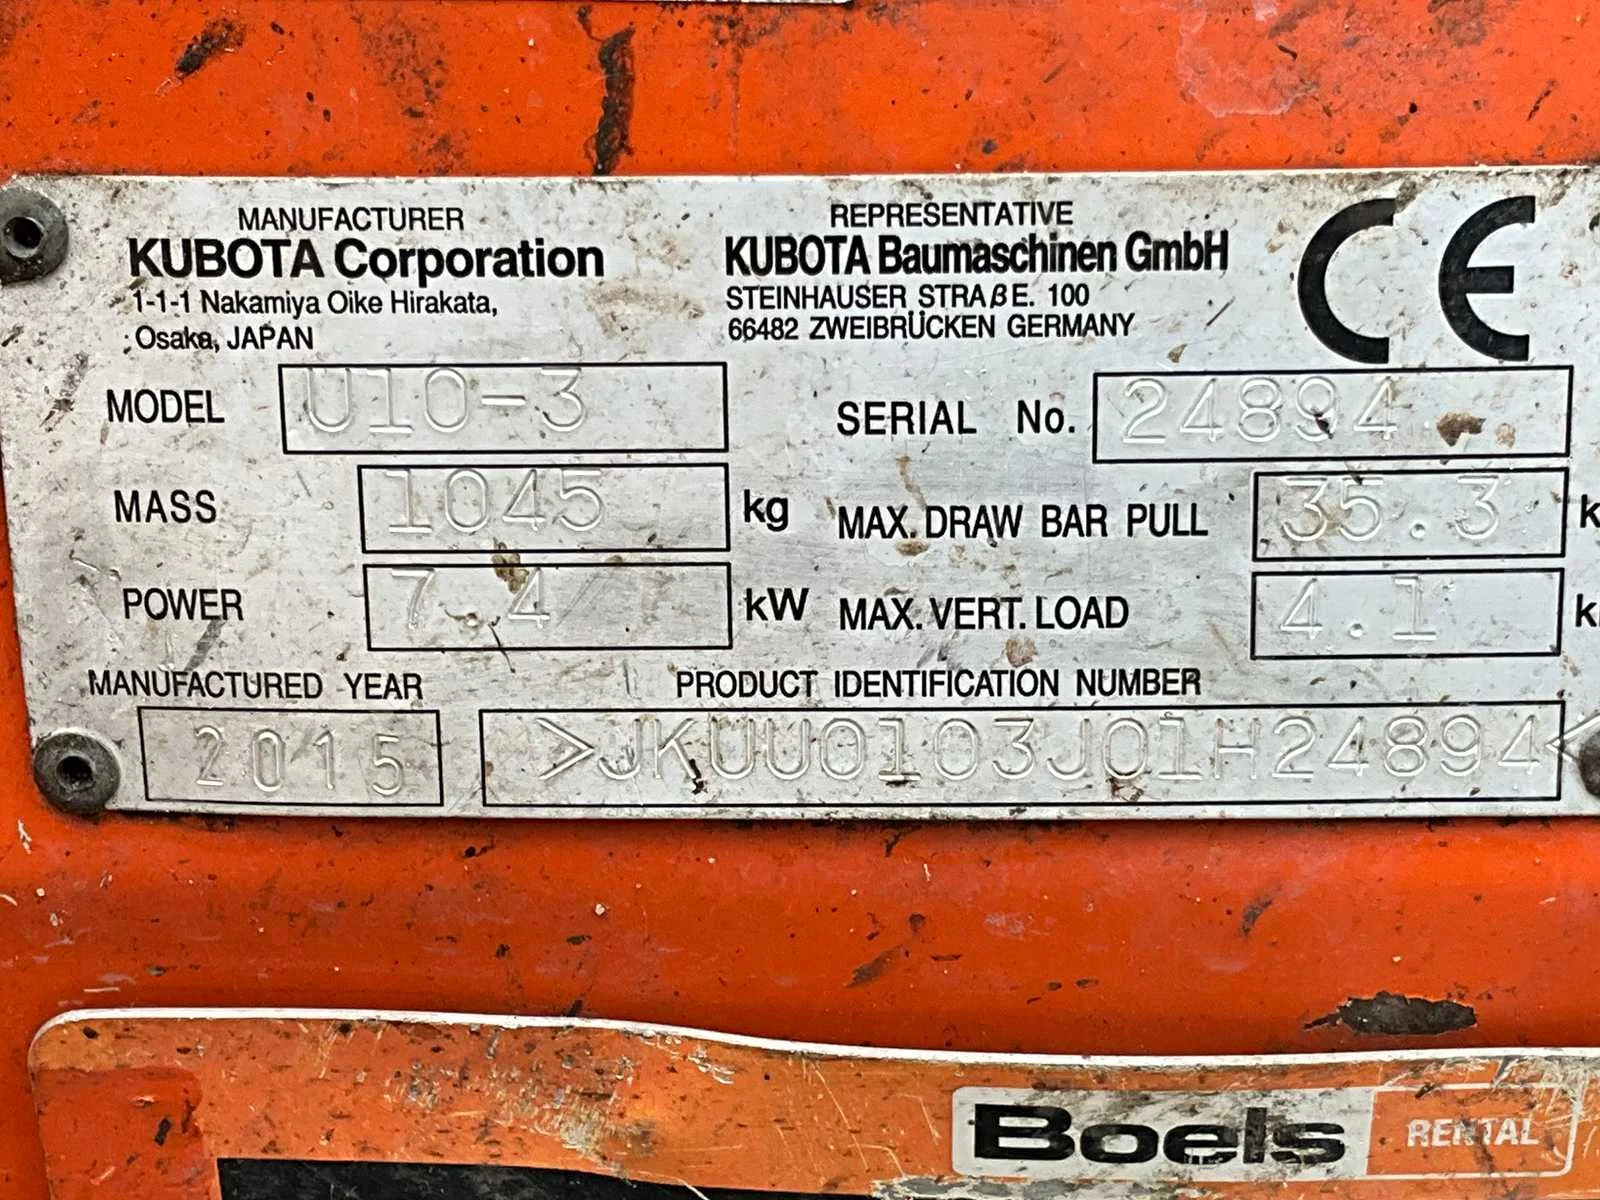 MANUFACTURER
KUBOTA Corporation
1-1-1 Nakamiya Oike Hirakata,
Osaka, JAPAN
REPRESENTATIVE
KUBOTA Baumaschinen GmbH
STEINHAUSER STRAßE. 100
66482 ZWEIBRÜCKEN GERMANY
CE
MODEL U10-3
SERIAL No. 24894
MASS 1045 kg
MAX. DRAW BAR PULL 35.3
POWER 7.4 kW
MAX. VERT. LOAD 4.1
MANUFACTURED YEAR
2015
PRODUCT IDENTIFICATION NUMBER
>JKUU0103J01H24894<
Boels RENTAL